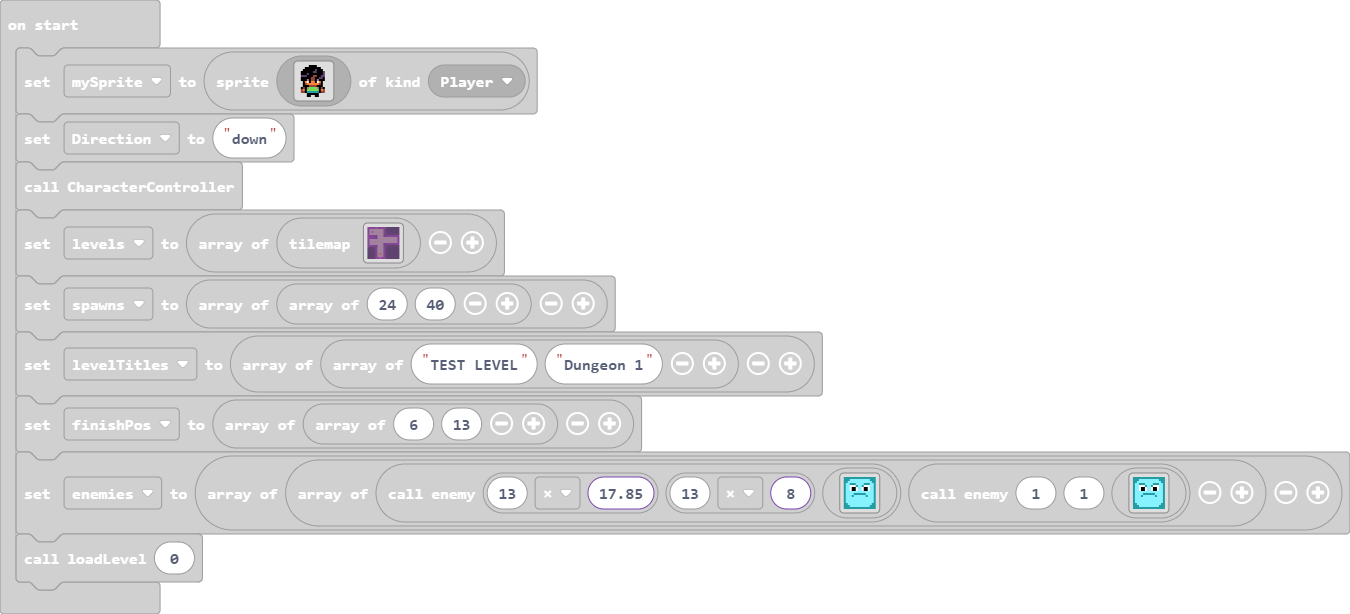 on start
set mySprite to sprite of kind Player
set Direction to "down"
call CharacterController
set levels to array of tilemap
set spawns to array of array of 24 40
set levelTitles to array of array of "TEST LEVEL" "Dungeon 1"
set finishPos to array of array of 6 13
set enemies to array of array of call enemy 13 × 17.85 13 × 8 call enemy 1 1
call loadLevel 0